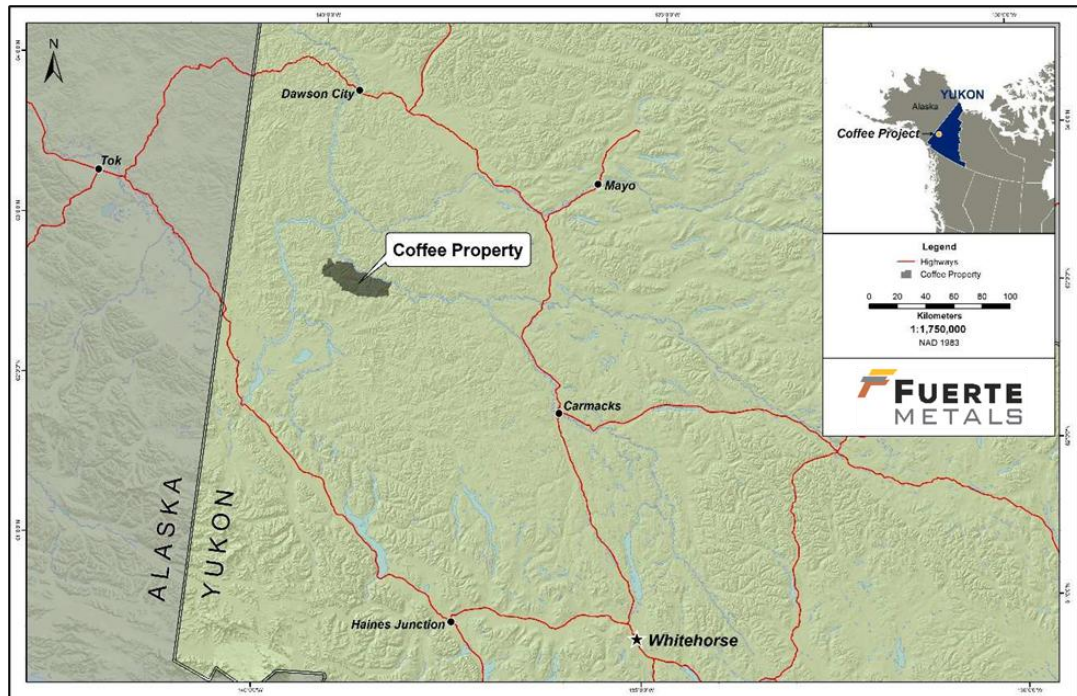 N
Dawson City
Tok
Mayo
Coffee Property
Carmacks
ALASKA
YUKON
Haines Junction
Whitehorse
YUKON
Alaska
Coffee Project
Legend
Highways
Coffee Property
0 20 40 60 80 100
Kilometers
1:1,750,000
NAD 1983
FUERTE
METALS